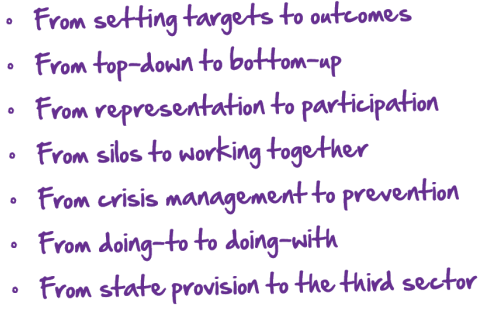 • From setting targets to outcomes
• From top-down to bottom-up
• From representation to participation
• From silos to working together
• From crisis management to prevention
• From doing-to to doing-with
• From state provision to the third sector